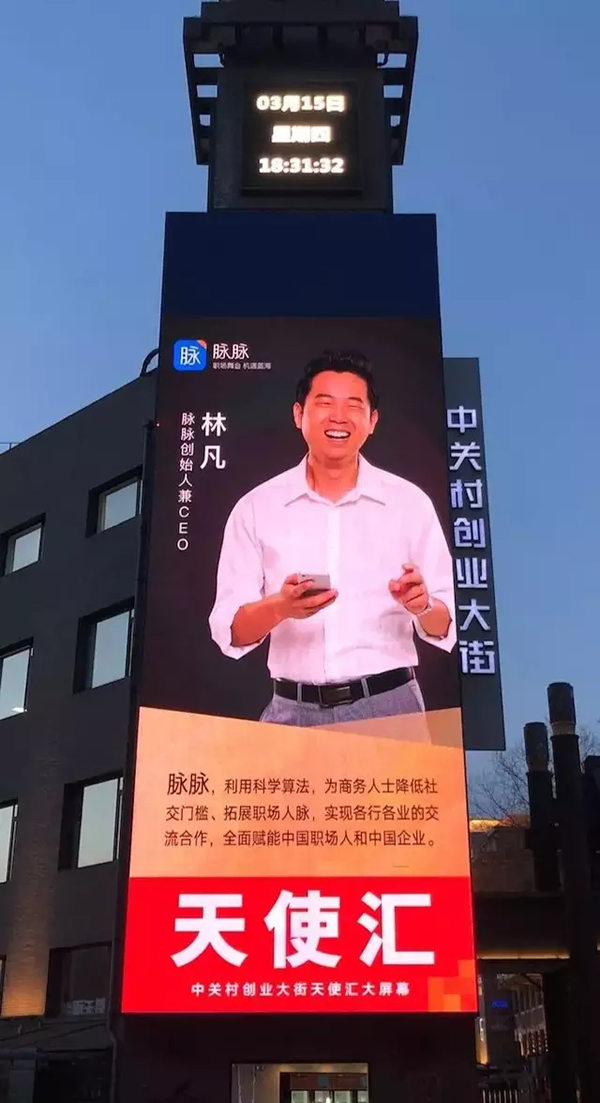 03月15日
星期四
18:31:32
脉
脉脉
职场舞台 机遇蓝海
林凡
脉脉创始人兼CEO
中关村创业大街
脉脉，利用科学算法，为商务人士降低社
交门槛、拓展职场人脉，实现各行各业的交
流合作，全面赋能中国职场人和中国企业。
天使汇
中关村创业大街天使汇大屏幕